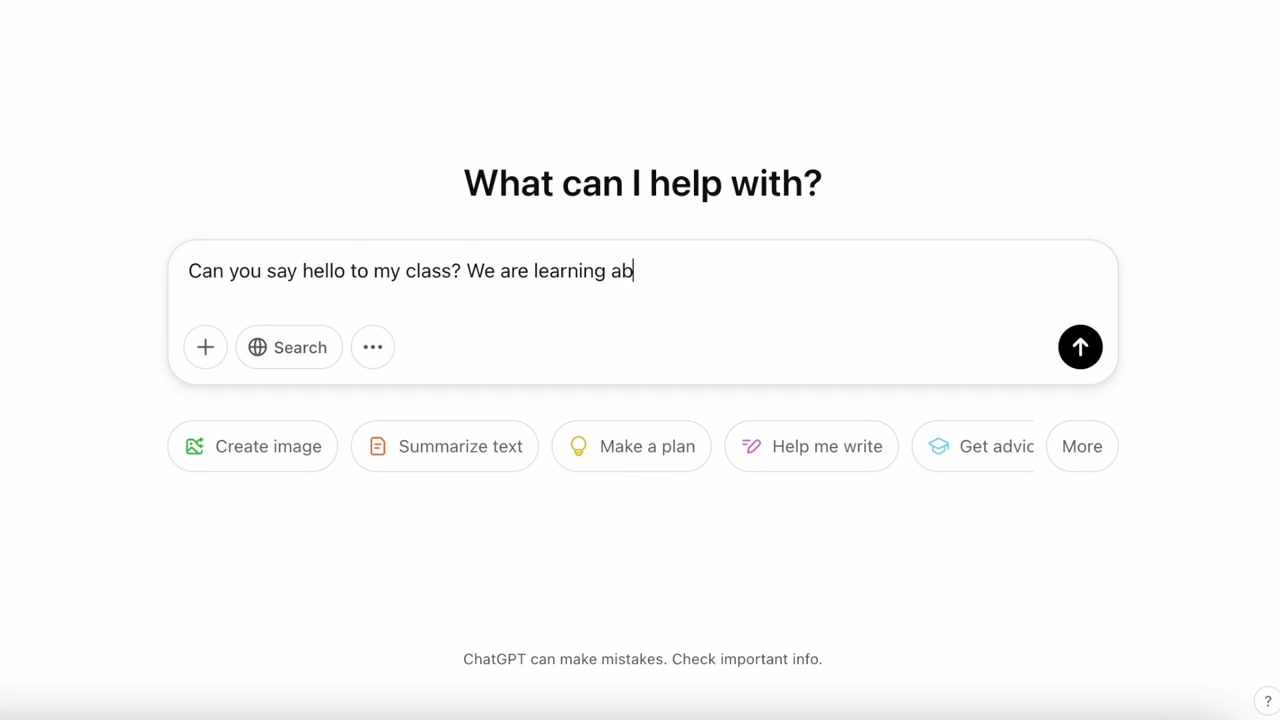 What can I help with?
Can you say hello to my class? We are learning ab
Search
Create image
Summarize text
Make a plan
Help me write
Get advic
More
ChatGPT can make mistakes. Check important info.
?